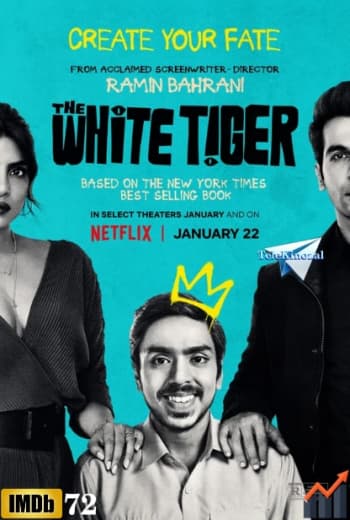 CREATE YOUR FATE
FROM ACCLAIMED SCREENWRITER - DIRECTOR
RAMIN BAHRANI
THE
WHITE TIGER
BASED ON THE NEW YORK TIMES
BEST SELLING BOOK
IN SELECT THEATERS JANUARY AND ON
NETFLIX | JANUARY 22
TeleKinozal
IMDb 72